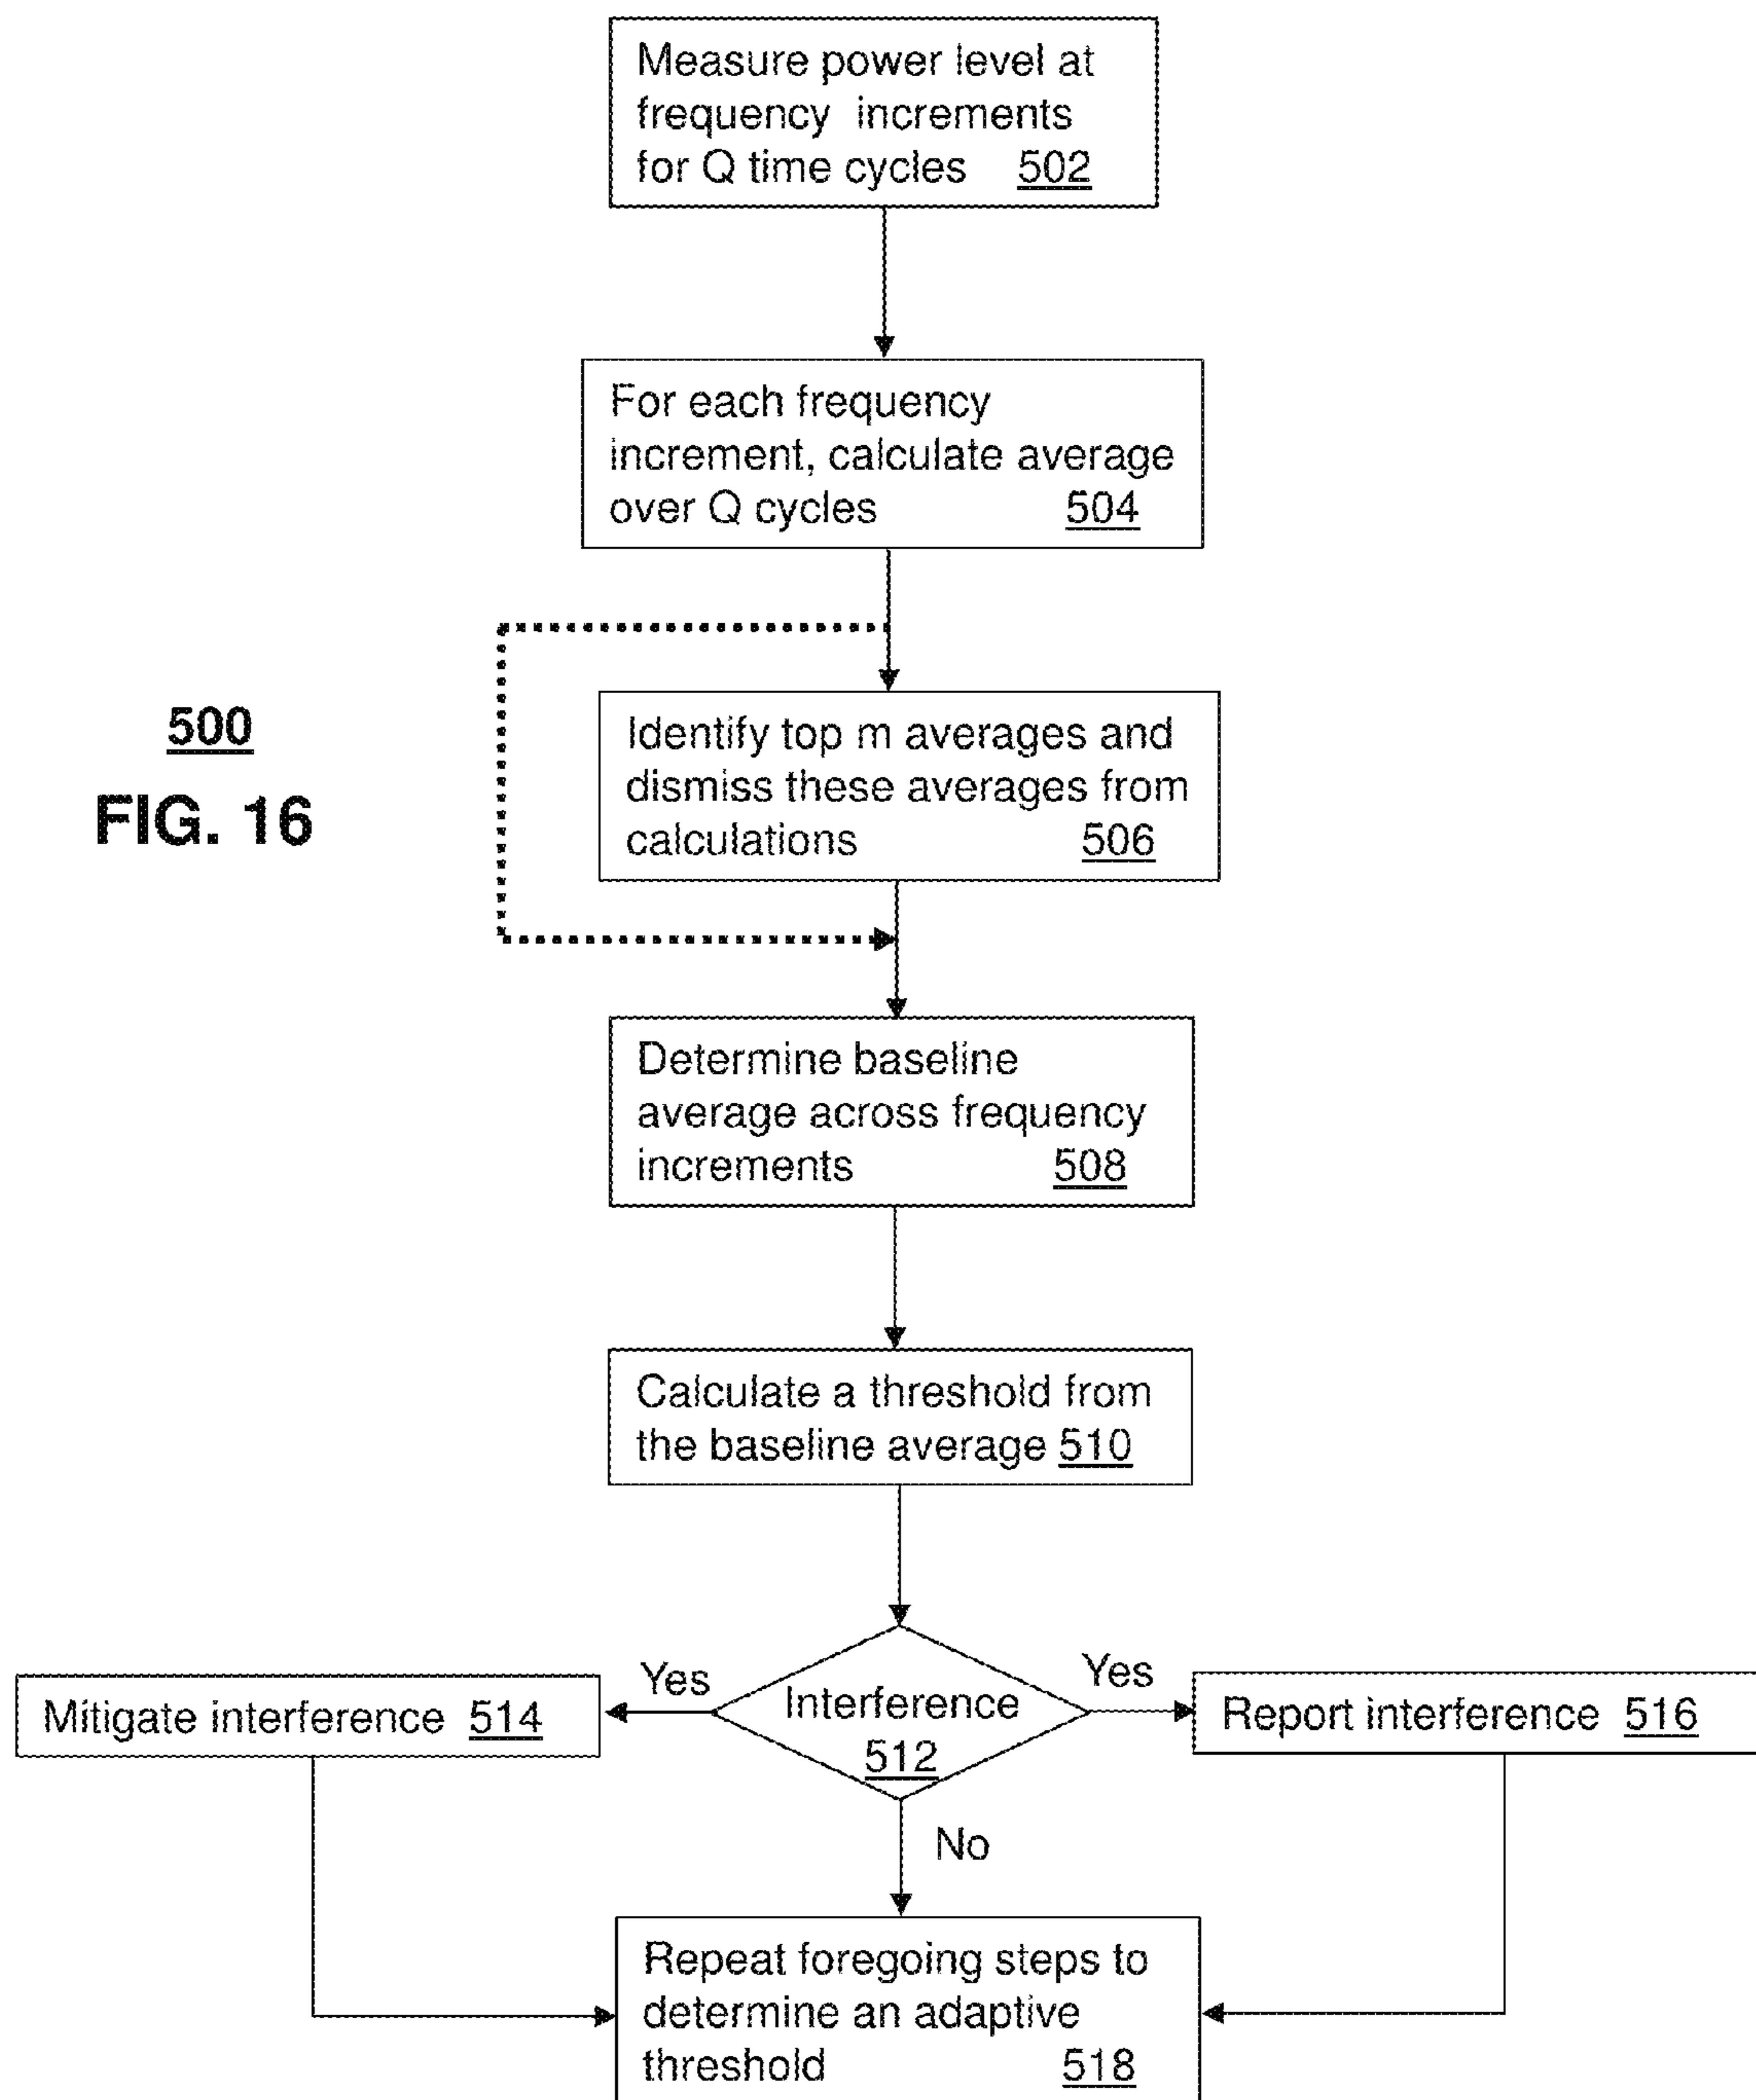 Measure power level at
frequency increments
for Q time cycles 502
For each frequency
increment, calculate average
over Q cycles 504
500
FIG. 16
Identify top m averages and
dismiss these averages from
calculations 506
Determine baseline
average across frequency
increments 508
Calculate a threshold from
the baseline average 510
Yes
Yes
Mitigate interference 514
Interference
512
Report interference 516
No
Repeat foregoing steps to
determine an adaptive
threshold 518